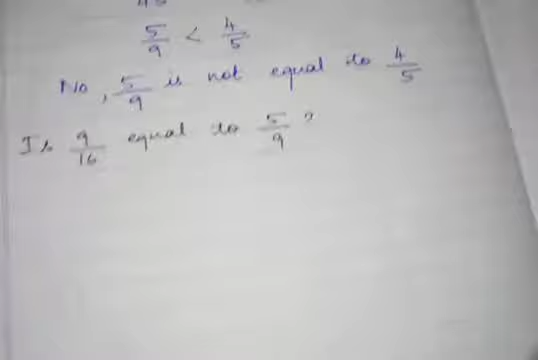 45
5/9 < 4/5
No, 5/9 is not equal to 4/5
Is 9/16 equal to 5/9 ?